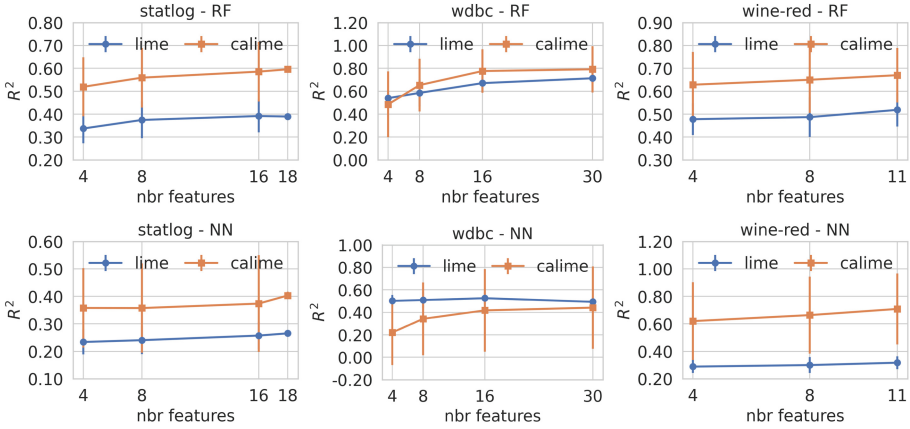 statlog - RF
0.80
0.70
0.60
0.50
0.40
0.30
0.20
R²
lime
calime
4
8
16
18
nbr features
wdbc - RF
1.20
1.00
0.80
0.60
0.40
0.20
0.00
R²
lime
calime
4
8
16
30
nbr features
wine-red - RF
0.90
0.80
0.70
0.60
0.50
0.40
0.30
R²
lime
calime
4
8
11
nbr features
statlog - NN
0.60
0.50
0.40
0.30
0.20
0.10
R²
lime
calime
4
8
16
18
nbr features
wdbc - NN
1.00
0.80
0.60
0.40
0.20
0.00
-0.20
R²
lime
calime
4
8
16
30
nbr features
wine-red - NN
1.20
1.00
0.80
0.60
0.40
0.20
R²
lime
calime
4
8
11
nbr features